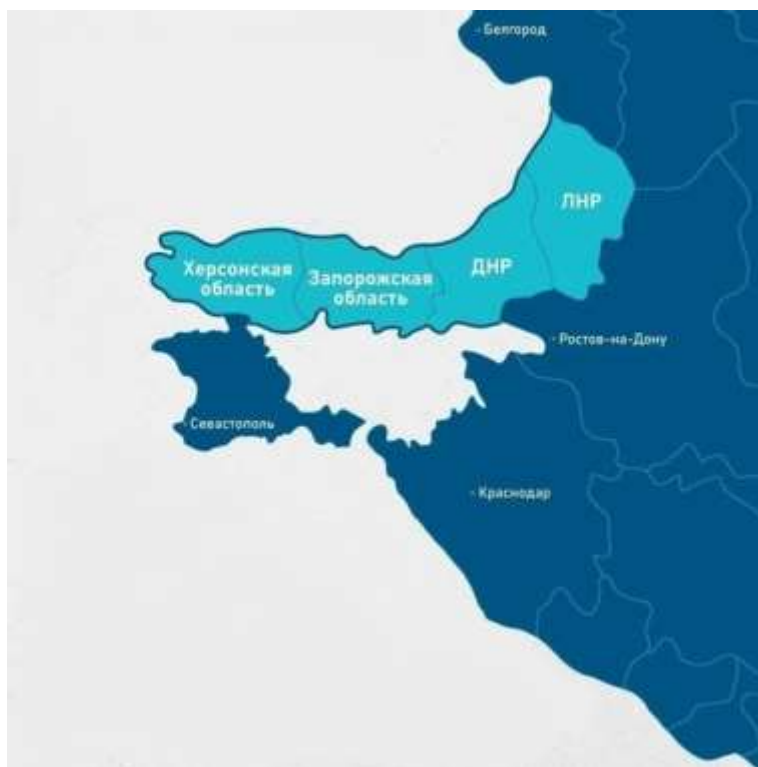 Белгород
ЛНР
ДНР
Херсонская
область
Запорожская
область
Ростов-на-Дону
Севастополь
Краснодар